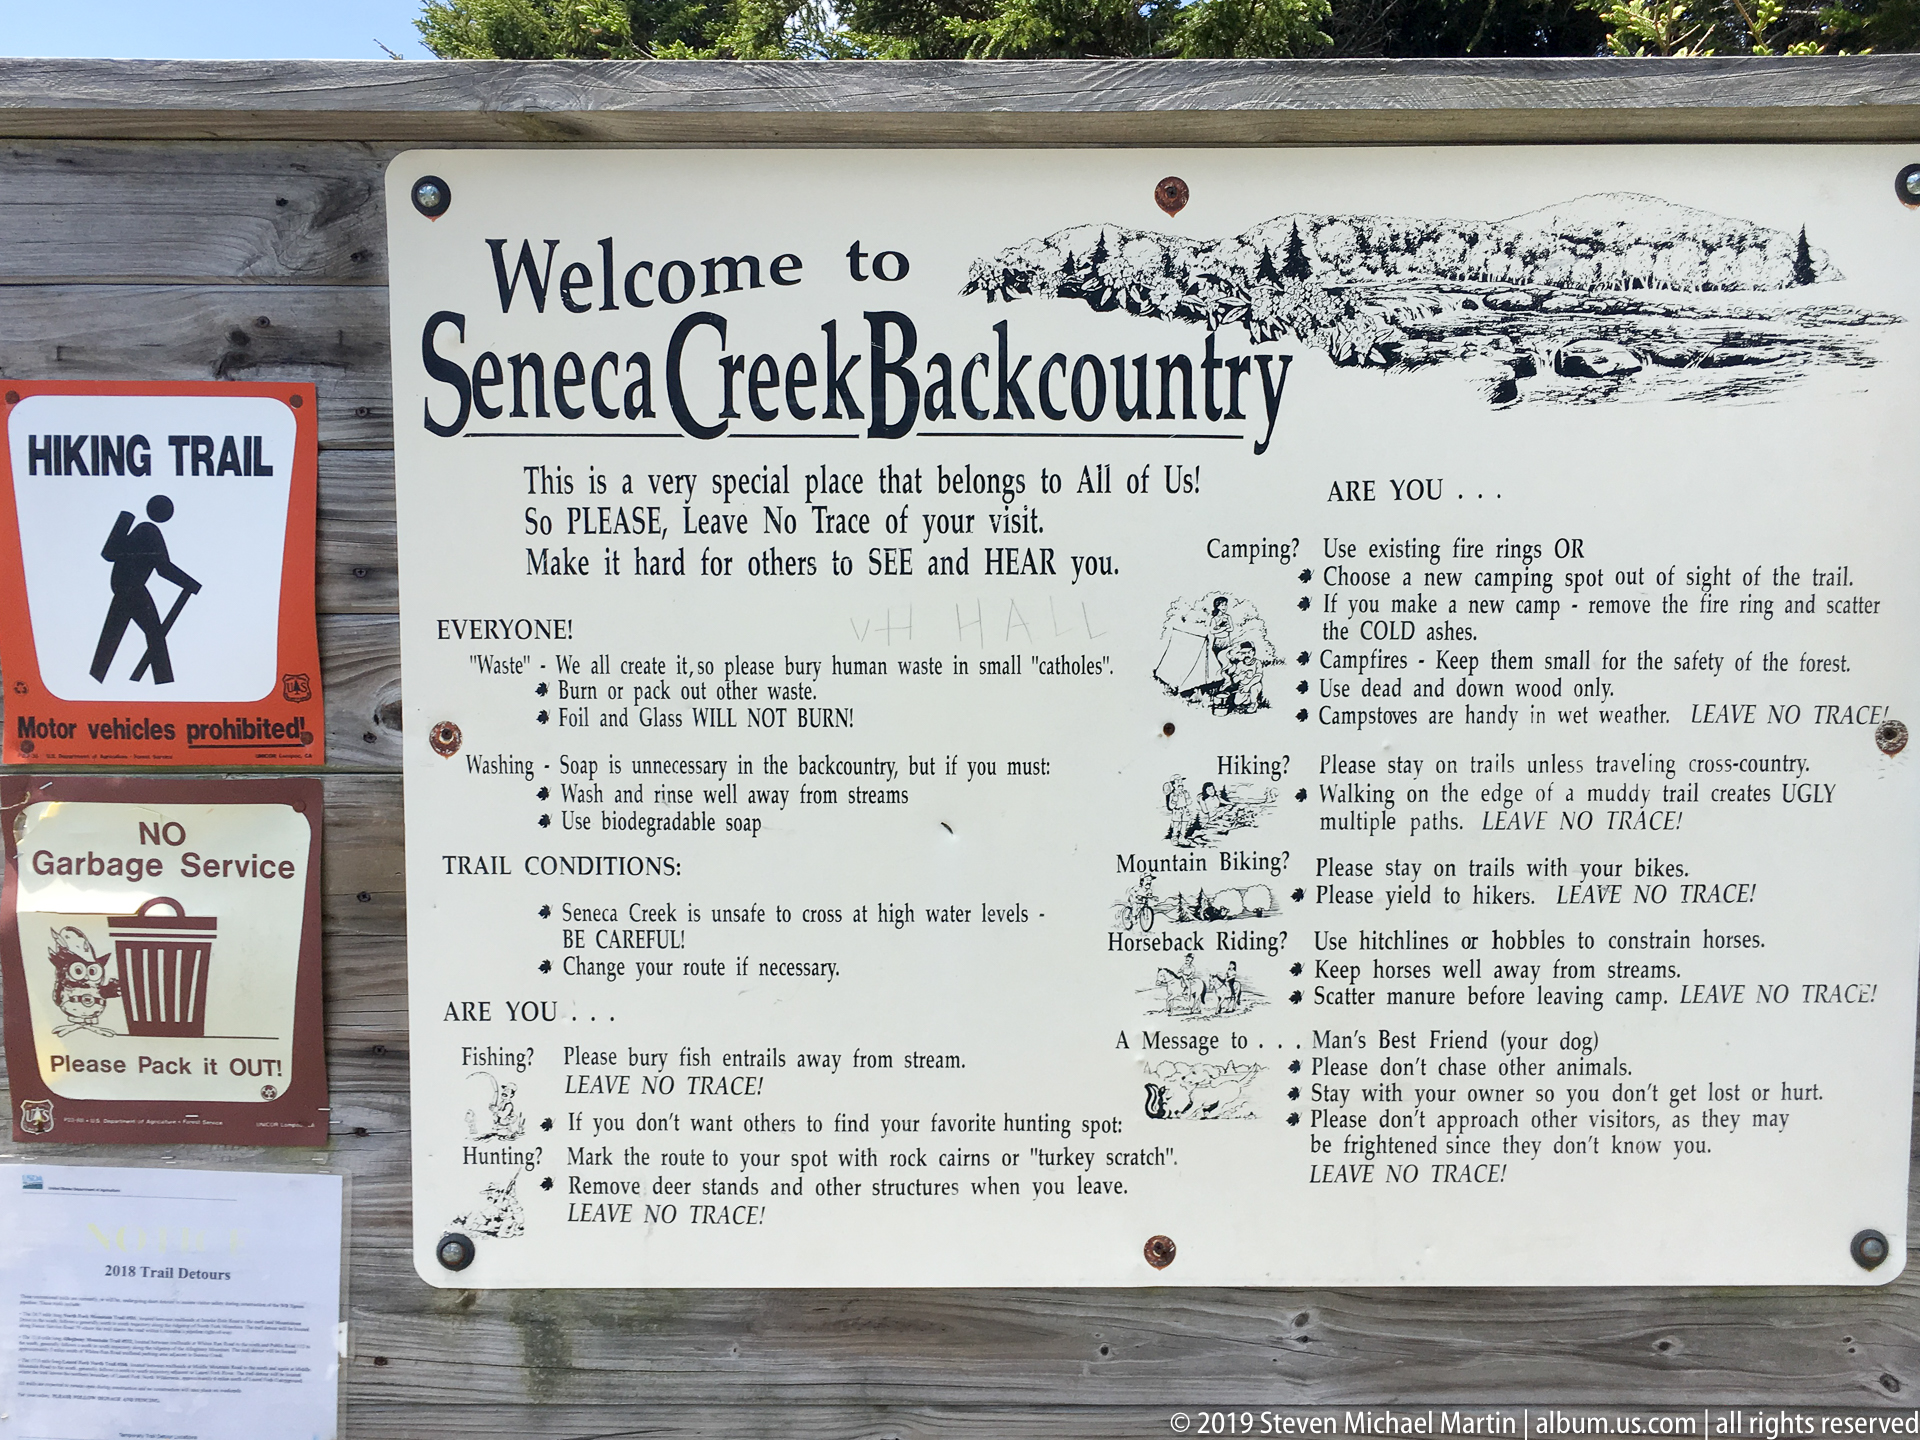 Welcome to
Seneca Creek Backcountry
This is a very special place that belongs to All of Us!
So PLEASE, Leave No Trace of your visit.
Make it hard for others to SEE and HEAR you.
VH HALL
EVERYONE!
"Waste" - We all create it, so please bury human waste in small "catholes".
Burn or pack out other waste.
Foil and Glass WILL NOT BURN!
Washing - Soap is unnecessary in the backcountry, but if you must:
Wash and rinse well away from streams
Use biodegradable soap
TRAIL CONDITIONS:
Seneca Creek is unsafe to cross at high water levels -
BE CAREFUL!
Change your route if necessary.
ARE YOU . . .
Fishing? Please bury fish entrails away from stream.
LEAVE NO TRACE!
If you don't want others to find your favorite hunting spot:
Hunting? Mark the route to your spot with rock cairns or "turkey scratch".
Remove deer stands and other structures when you leave.
LEAVE NO TRACE!
ARE YOU . . .
Camping? Use existing fire rings OR
Choose a new camping spot out of sight of the trail.
If you make a new camp - remove the fire ring and scatter
the COLD ashes.
Campfires - Keep them small for the safety of the forest.
Use dead and down wood only.
Campstoves are handy in wet weather. LEAVE NO TRACE!
Hiking? Please stay on trails unless traveling cross-country.
Walking on the edge of a muddy trail creates UGLY
multiple paths. LEAVE NO TRACE!
Mountain Biking? Please stay on trails with your bikes.
Please yield to hikers. LEAVE NO TRACE!
Horseback Riding? Use hitchlines or hobbles to constrain horses.
Keep horses well away from streams.
Scatter manure before leaving camp. LEAVE NO TRACE!
A Message to . . . Man's Best Friend (your dog)
Please don't chase other animals.
Stay with your owner so you don't get lost or hurt.
Please don't approach other visitors, as they may
be frightened since they don't know you.
LEAVE NO TRACE!
HIKING TRAIL
UAS
Motor vehicles prohibited!
U.S. Department of Agriculture - Forest Service
NO
Garbage Service
Please Pack it OUT!
UAS
U.S. Department of Agriculture • Forest Service
USDA
United States Department of Agriculture
NOTICE
2018 Trail Detours
Temporary Trail Detour Locations
© 2019 Steven Michael Martin | album.us.com | all rights reserved